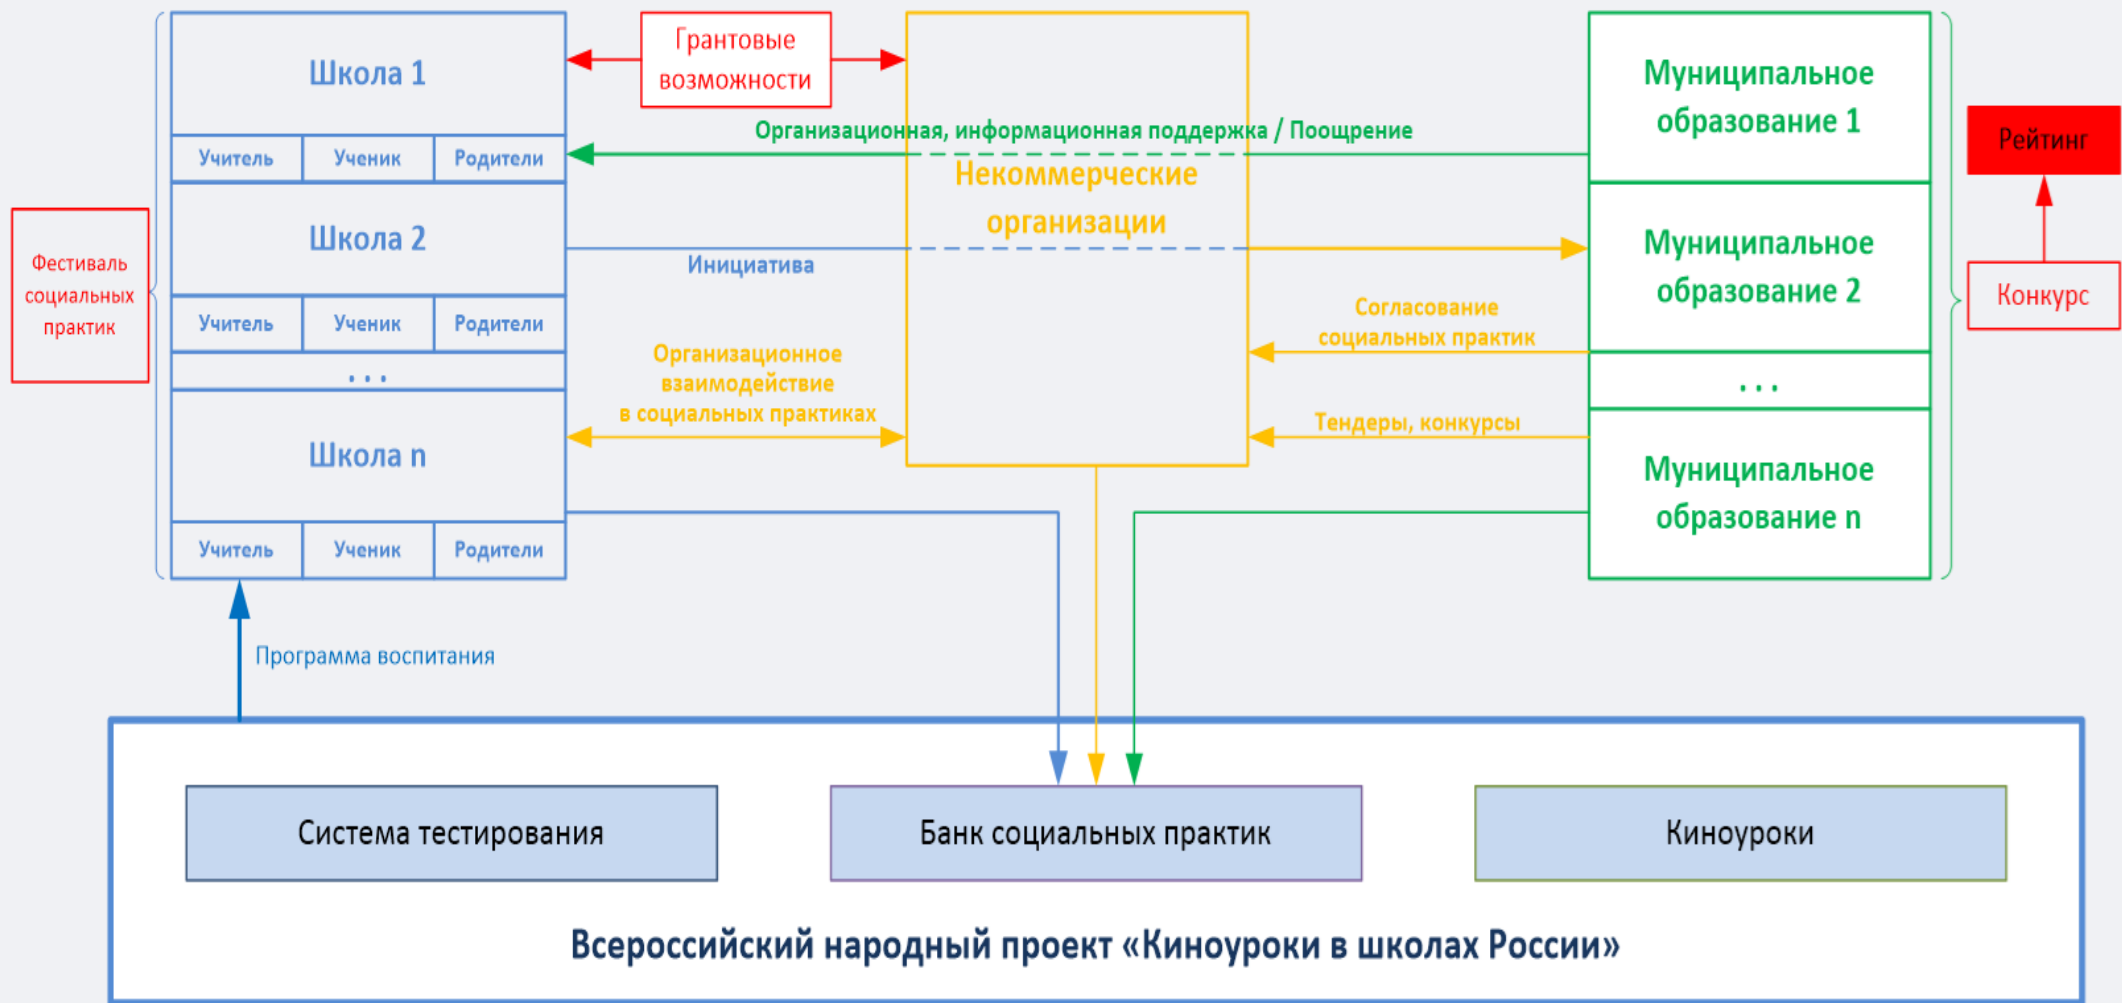 Школа 1
Учитель
Ученик
Родители
Школа 2
Учитель
Ученик
Родители
. . .
Школа n
Учитель
Ученик
Родители
Фестиваль
социальных
практик
Грантовые
возможности
Организационная, информационная поддержка / Поощрение
Некоммерческие
организации
Инициатива
Организационное
взаимодействие
в социальных практиках
Согласование
социальных практик
Тендеры, конкурсы
Муниципальное
образование 1
Муниципальное
образование 2
. . .
Муниципальное
образование n
Рейтинг
Конкурс
Программа воспитания
Система тестирования
Банк социальных практик
Киноуроки
Всероссийский народный проект «Киноуроки в школах России»